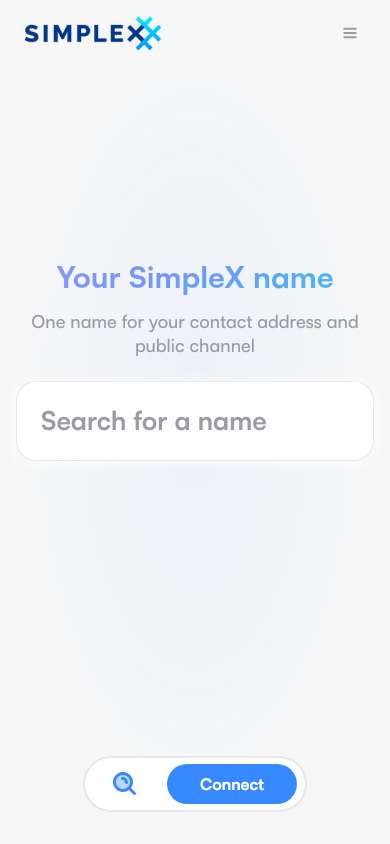 SIMPLEX
Your SimpleX name
One name for your contact address and
public channel
Search for a name
Connect